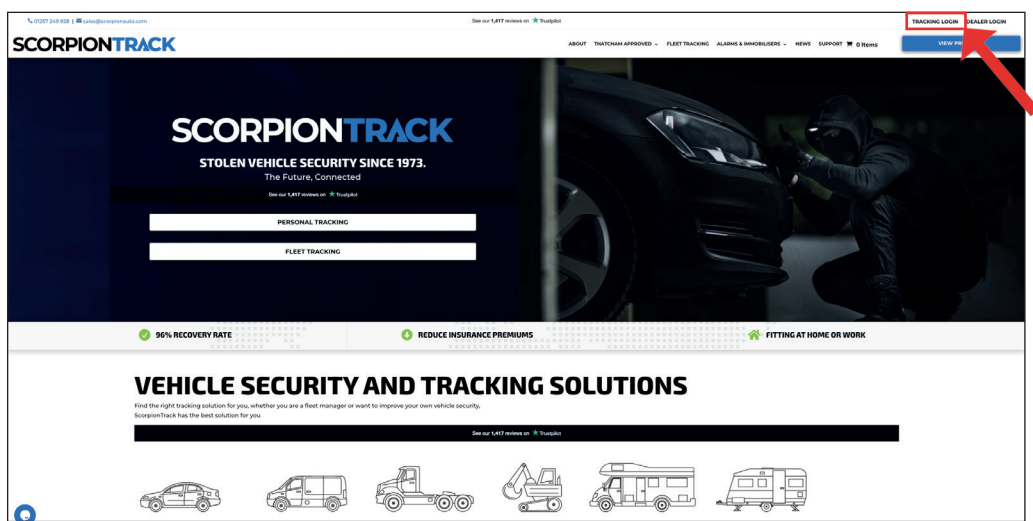 01257 249 928 | sales@scorpionauto.com
See our 1,417 reviews on Trustpilot
TRACKING LOGIN DEALER LOGIN
SCORPIONTRACK
ABOUT THATCHAM APPROVED FLEET TRACKING ALARMS & IMMOBILISERS NEWS SUPPORT 0 Items
VIEW
SCORPIONTRACK
STOLEN VEHICLE SECURITY SINCE 1973.
The Future, Connected
See our 1,417 reviews on Trustpilot
PERSONAL TRACKING
FLEET TRACKING
96% RECOVERY RATE
REDUCE INSURANCE PREMIUMS
FITTING AT HOME OR WORK
VEHICLE SECURITY AND TRACKING SOLUTIONS
Find the right tracking solution for you, whether you are a fleet manager or want to improve your own vehicle security,
ScorpionTrack has the best solution for you
See our 1,417 reviews on Trustpilot